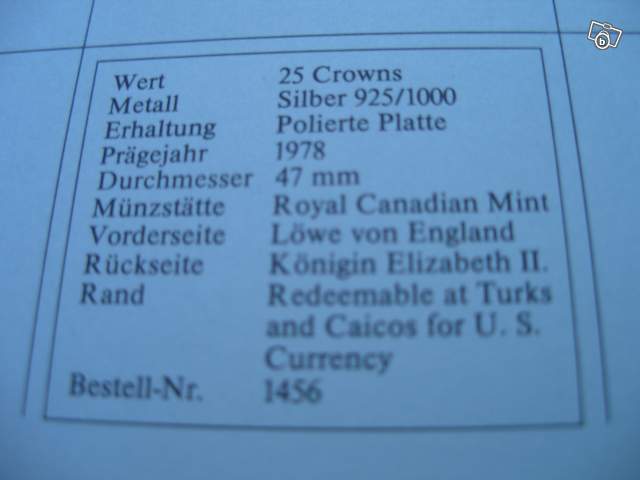 Wert 25 Crowns
Metall Silber 925/1000
Erhaltung Polierte Platte
Prägejahr 1978
Durchmesser 47 mm
Münzstätte Royal Canadian Mint
Vorderseite Löwe von England
Rückseite Königin Elizabeth II.
Rand Redeemable at Turks
and Caicos for U. S.
Currency
Bestell-Nr. 1456
b